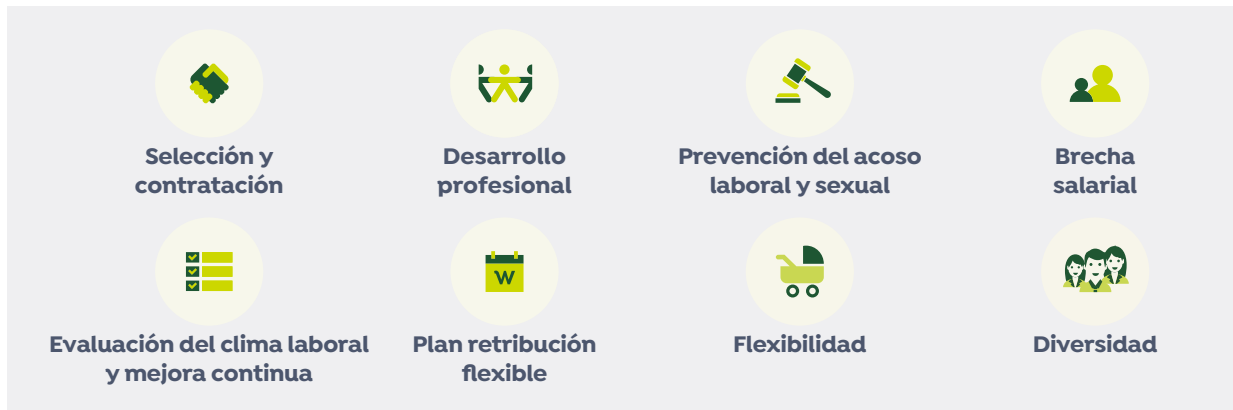 Selección y
contratación
Desarrollo
profesional
Prevención del acoso
laboral y sexual
Brecha
salarial
W
Evaluación del clima laboral
y mejora continua
Plan retribución
flexible
Flexibilidad
Diversidad